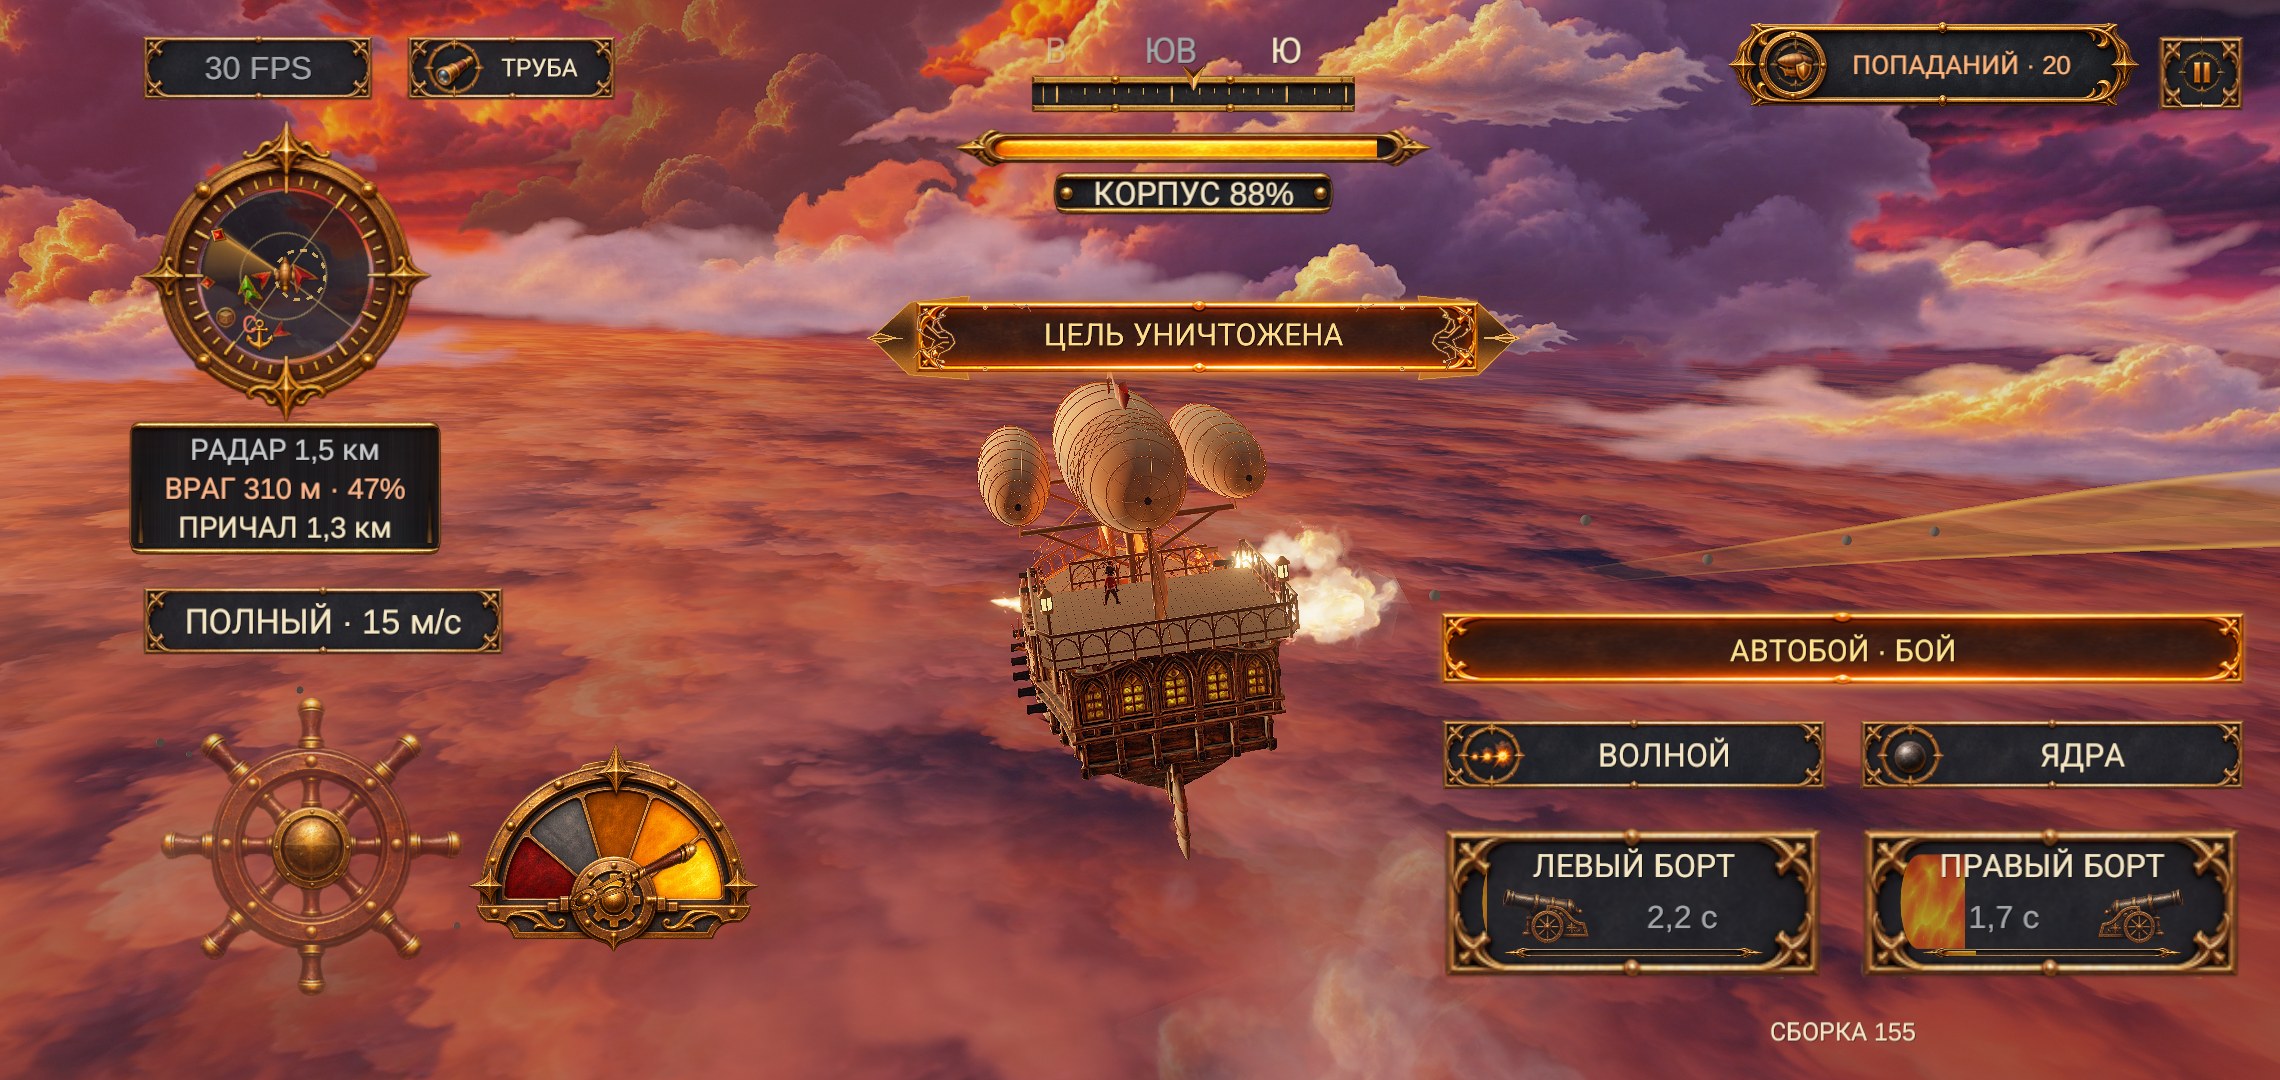 30 FPS
ТРУБА
В ЮВ Ю
ПОПАДАНИЙ · 20
КОРПУС 88%
ЦЕЛЬ УНИЧТОЖЕНА
РАДАР 1,5 км
ВРАГ 310 м · 47%
ПРИЧАЛ 1,3 км
ПОЛНЫЙ · 15 м/с
АВТОБОЙ · БОЙ
ВОЛНОЙ
ЯДРА
ЛЕВЫЙ БОРТ
2,2 с
ПРАВЫЙ БОРТ
1,7 с
СБОРКА 155